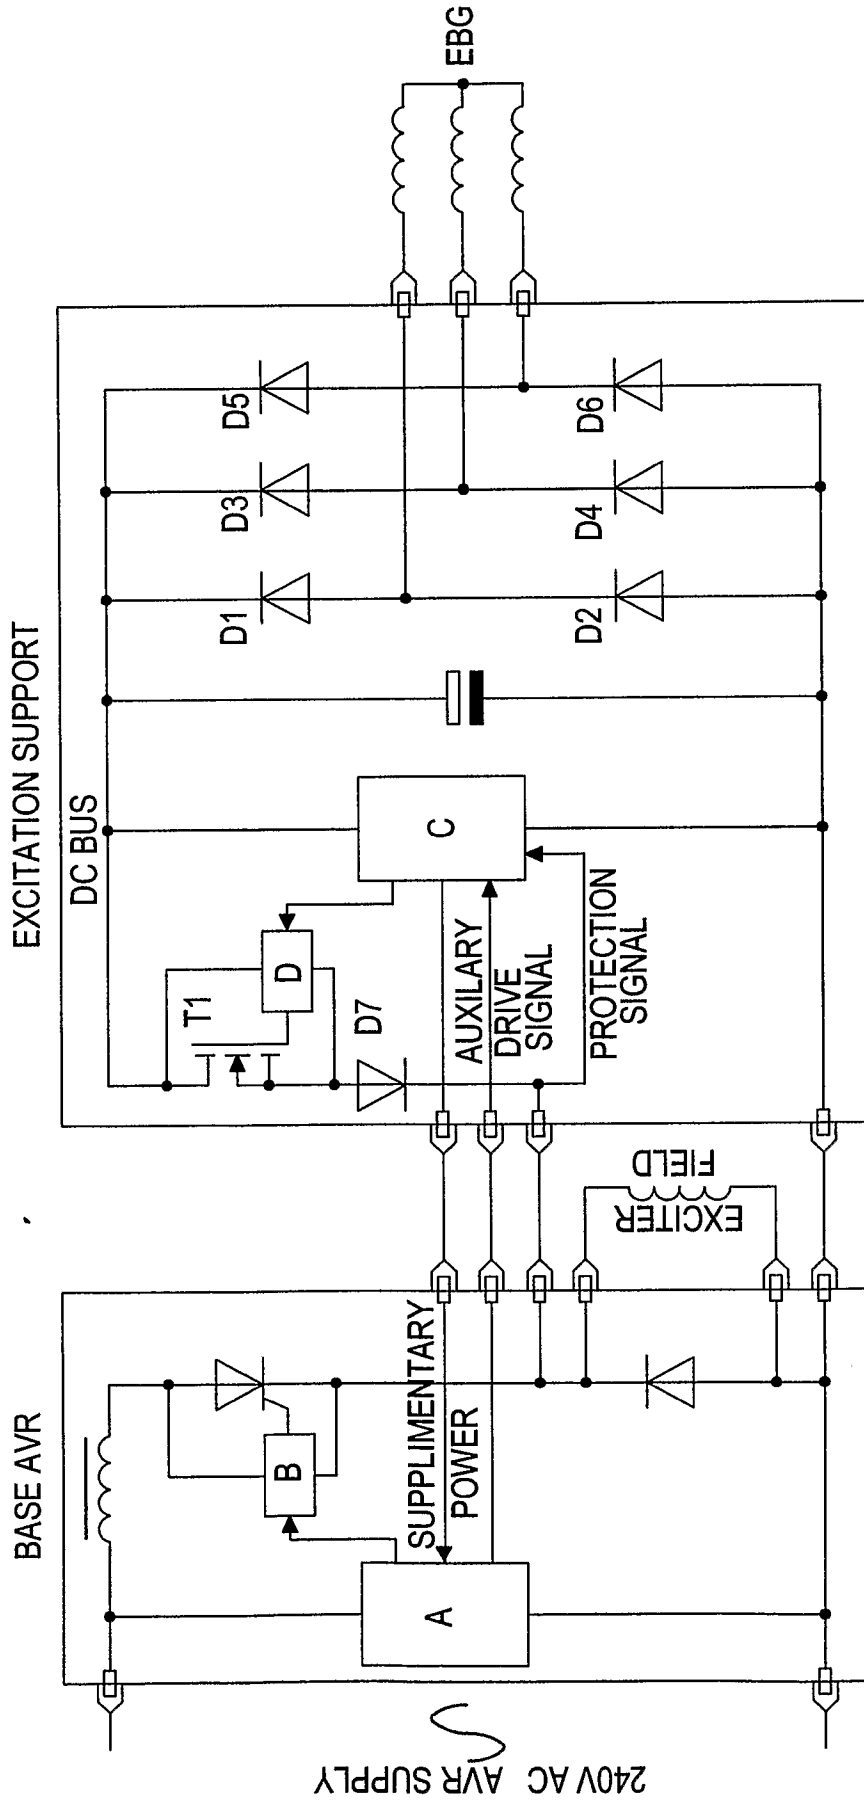 EXCITATION SUPPORT
BASE AVR
DC BUS
EBG
T1
D
D7
C
D1
D2
D3
D4
D5
D6
AUXILARY
DRIVE
SIGNAL
PROTECTION
SIGNAL
B
A
SUPPLIMENTARY
POWER
EXCITER
FIELD
240V AC AVR SUPPLY